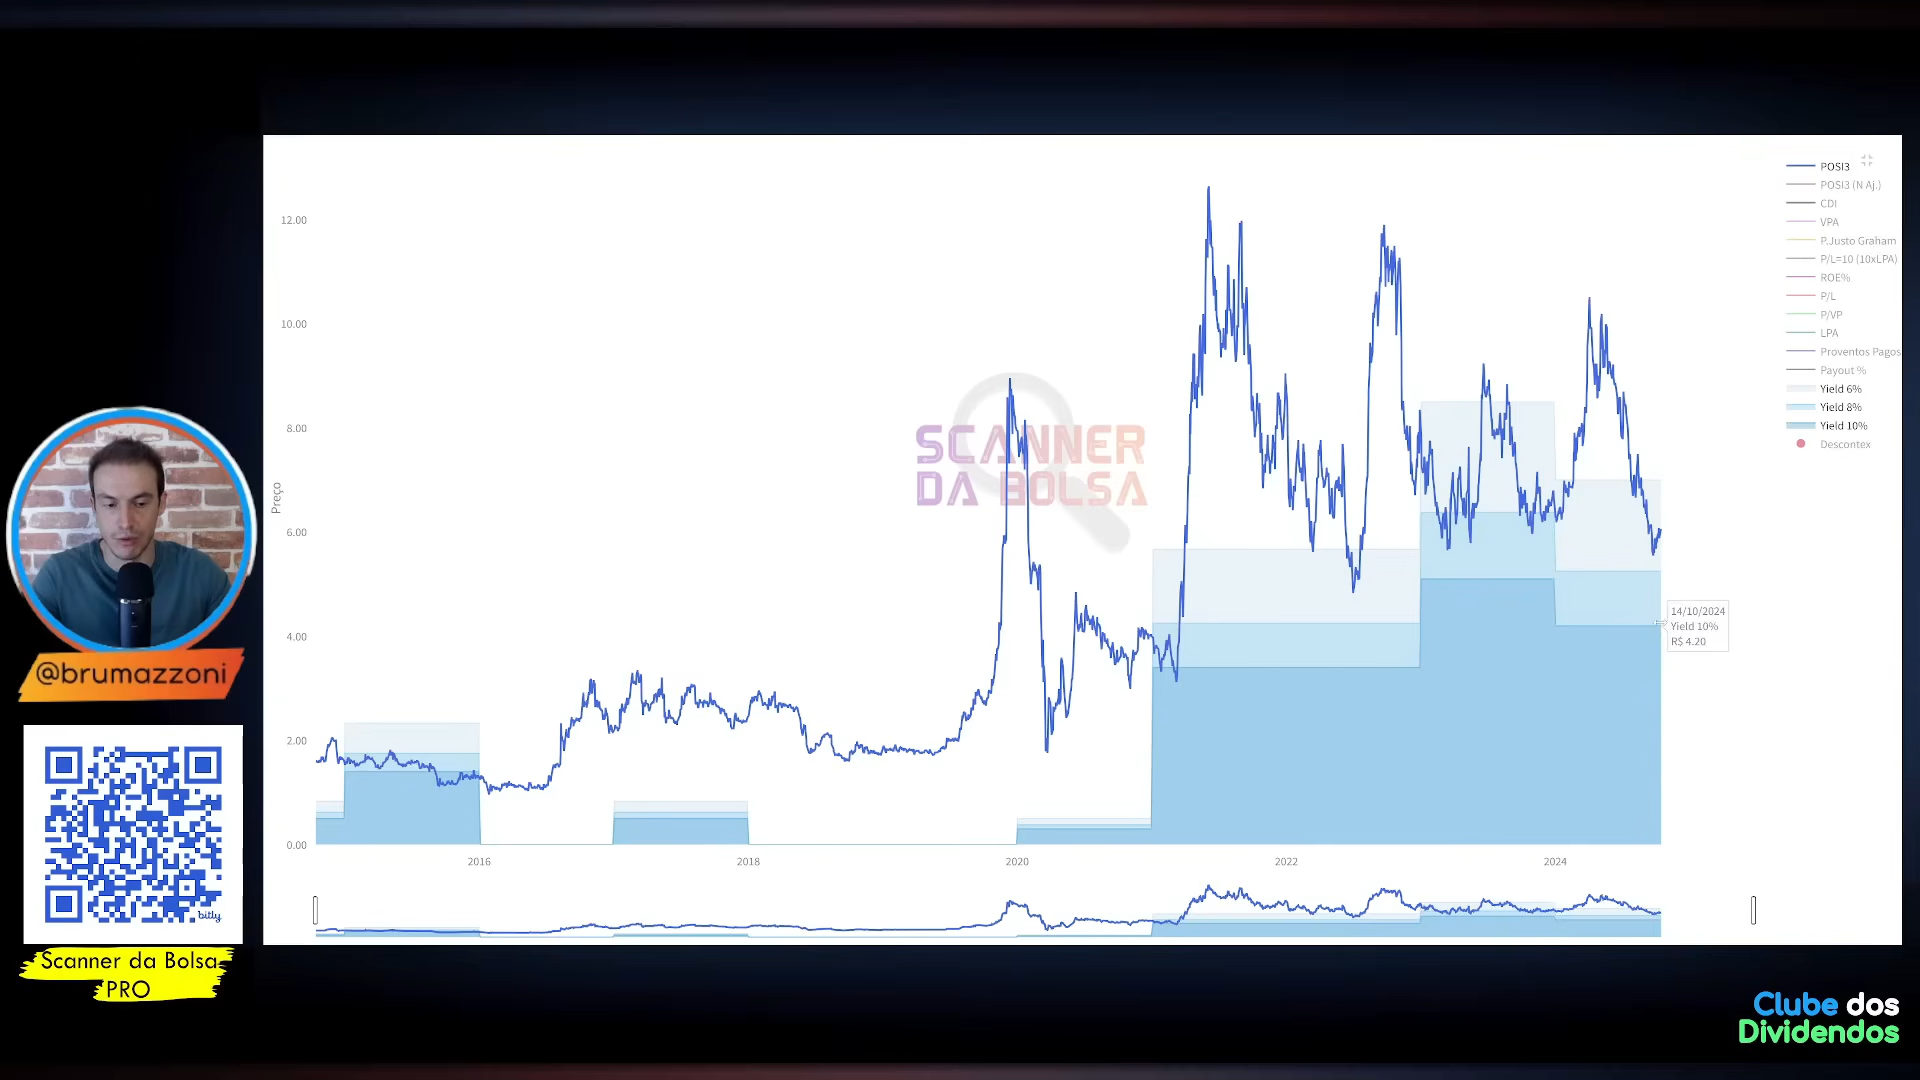 12.00
10.00
8.00
6.00
4.00
2.00
0.00
Preço
2016
2018
2020
2022
2024
SCANNER
DA BOLSA
POSI3
POSI3 (N Aj.)
CDI
VPA
P.Justo Graham
P/L=10 (10xLPA)
ROE%
P/L
P/VP
LPA
Proventos Pagos
Payout %
Yield 6%
Yield 8%
Yield 10%
Descontex
14/10/2024
Yield 10%
R$ 4.20
@brumazzoni
bitly
Scanner da Bolsa
PRO
Clube dos
Dividendos